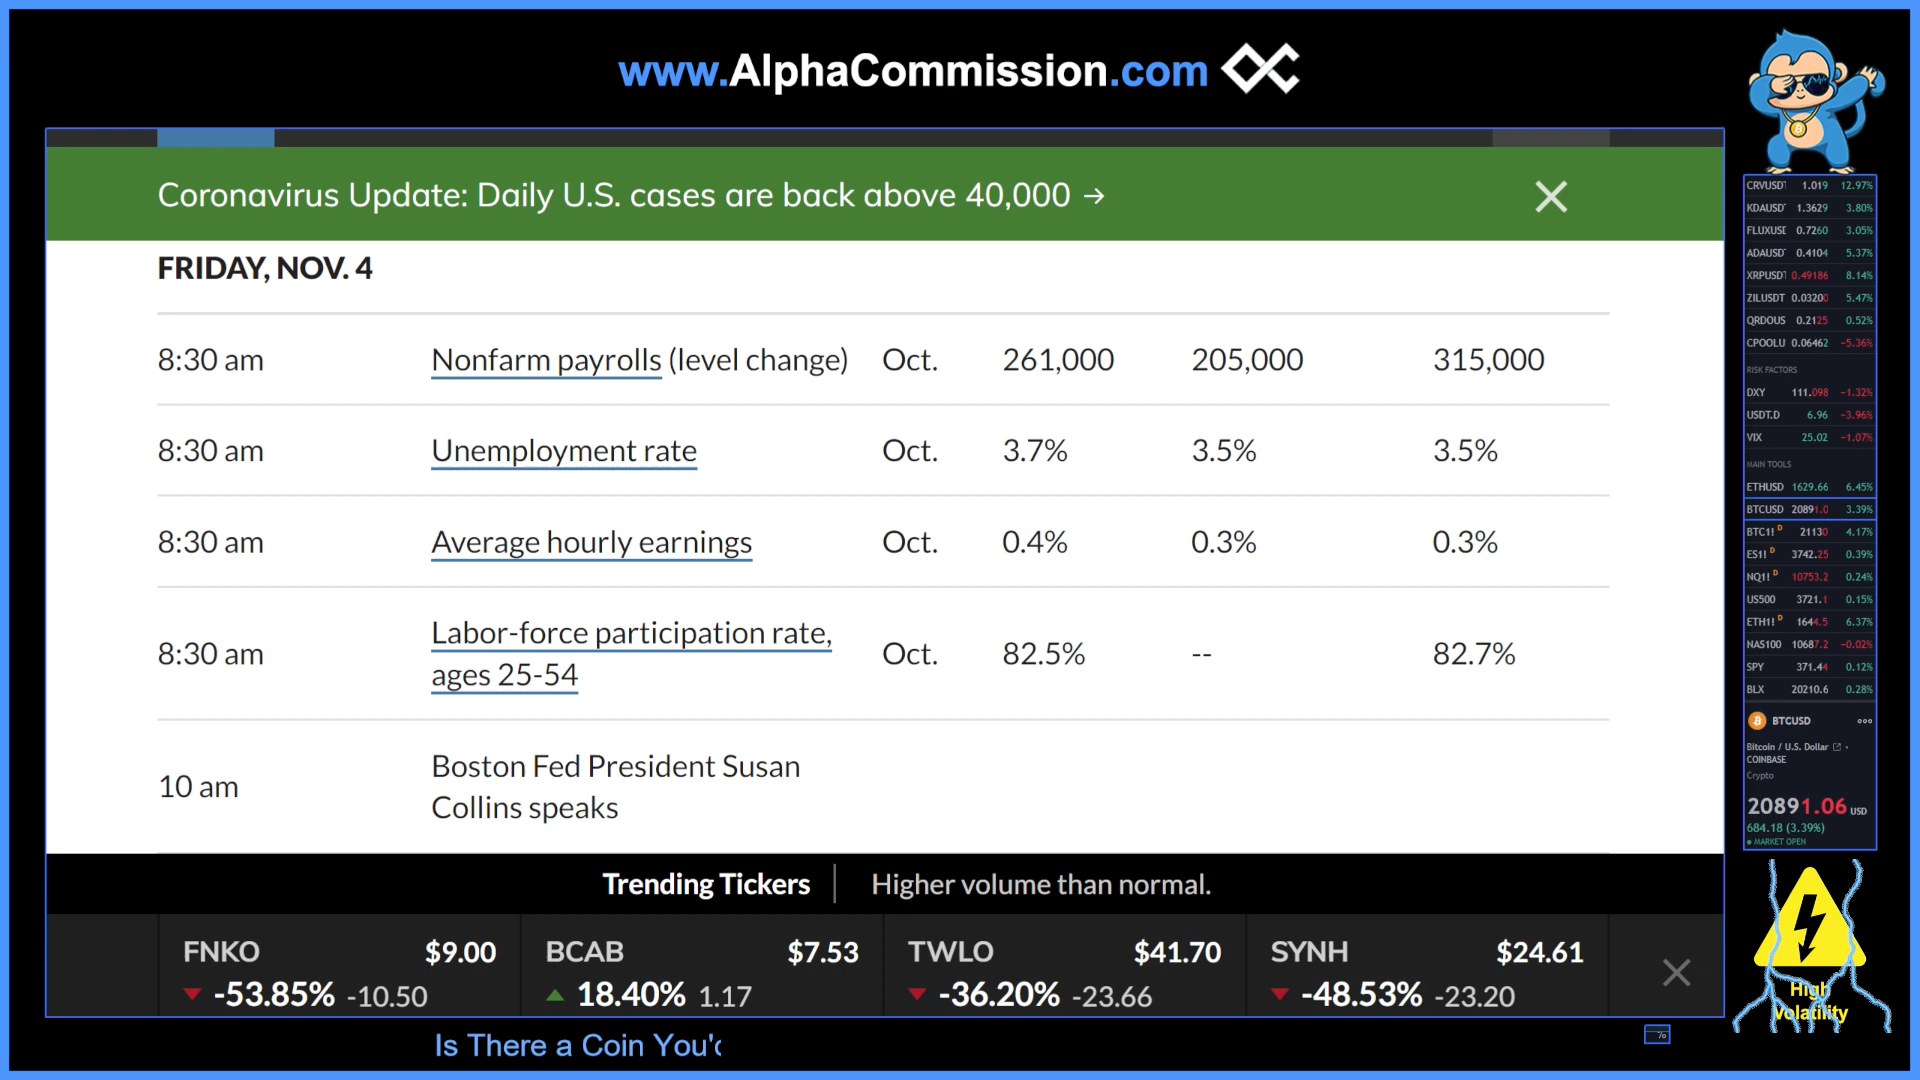 www.AlphaCommission.com
Coronavirus Update: Daily U.S. cases are back above 40,000 →
FRIDAY, NOV. 4
8:30 am Nonfarm payrolls (level change) Oct. 261,000 205,000 315,000
8:30 am Unemployment rate Oct. 3.7% 3.5% 3.5%
8:30 am Average hourly earnings Oct. 0.4% 0.3% 0.3%
8:30 am Labor-force participation rate, ages 25-54 Oct. 82.5% -- 82.7%
10 am Boston Fed President Susan Collins speaks
Trending Tickers | Higher volume than normal.
FNKO $9.00 BCAB $7.53 TWLO $41.70 SYNH $24.61
-53.85% -10.50 18.40% 1.17 -36.20% -23.66 -48.53% -23.20
Is There a Coin You'
CRVUSDT 1.019 12.97%
KDAUSDT 1.3629 3.80%
FLUXUSD 0.7260 3.05%
ADAUSDT 0.4104 5.37%
XRPUSDT 0.49186 8.14%
ZILUSDT 0.03200 5.47%
QRDOUS 0.2125 0.52%
CPOOLU 0.06462 -5.36%
RISK FACTORS
DXY 111.098 -1.32%
USDT.D 6.96 -3.96%
VIX 25.02 -1.07%
MAIN TOOLS
ETHUSD 1629.66 6.45%
BTCUSD 20891.0 3.39%
BTC1! D 21130 4.17%
ES1! D 3742.25 0.39%
NQ1! D 10753.2 0.24%
US500 3721.1 0.15%
ETH1! D 1644.5 6.37%
NAS100 10687.2 -0.02%
SPY 371.44 0.12%
BLX 20210.6 0.28%
BTCUSD
Bitcoin / U.S. Dollar
COINBASE
Crypto
20891.06 USD
684.18 (3.39%)
MARKET OPEN
High
Volatility